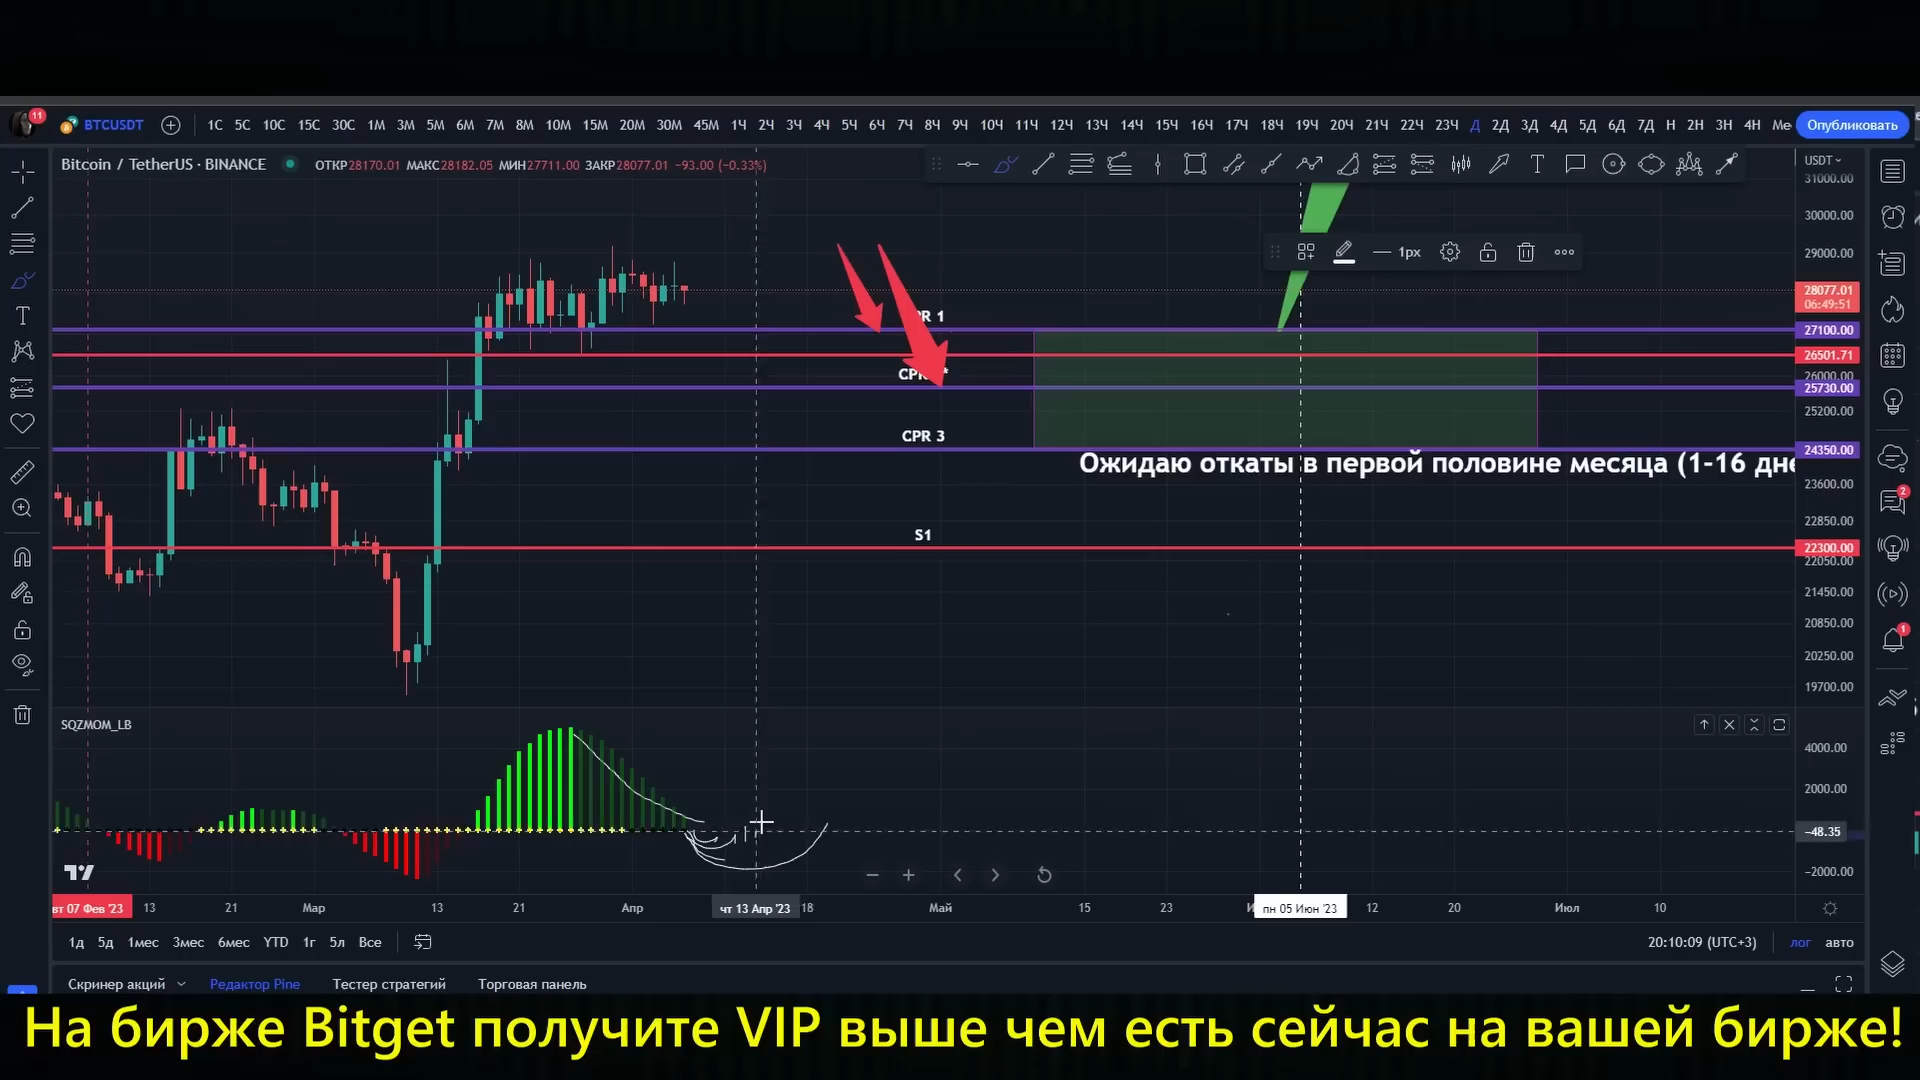 11
BTCUSDT
1С 5С 10С 15С 30С 1М 3М 5М 6М 7М 8М 10М 15М 20М 30М 45М 1Ч 2Ч 3Ч 4Ч 5Ч 6Ч 7Ч 8Ч 9Ч 10Ч 11Ч 12Ч 13Ч 14Ч 15Ч 16Ч 17Ч 18Ч 19Ч 20Ч 21Ч 22Ч 23Ч Д 2Д 3Д 4Д 5Д 6Д 7Д Н 2Н 3Н 4Н Ме
Опубликовать
Bitcoin / TetherUS · BINANCE
ОТКР28170.01 МАКС28182.05 МИН27711.00 ЗАКР28077.01 −93.00 (−0.33%)
USDT
31000.00
30000.00
29000.00
1px
28077.01
06:49:51
PR 1
27100.00
26501.71
CPR
*
26000.00
25730.00
25200.00
CPR 3
24350.00
Ожидаю откаты в первой половине месяца (1-16 дне
23600.00
2
22850.00
S1
22300.00
22050.00
21450.00
20850.00
1
20250.00
19700.00
SQZMOM_LB
4000.00
2000.00
−48.35
−2000.00
вт 07 Фев '23 13 21 Мар 13 21 Апр чт 13 Апр '23 18 Май 15 23 И пн 05 Июн '23 12 20 Июл 10
1д 5д 1мес 3мес 6мес YTD 1г 5л Все
20:10:09 (UTC+3) лог авто
Скринер акций Редактор Pine Тестер стратегий Торговая панель
На бирже Bitget получите VIP выше чем есть сейчас на вашей бирже!